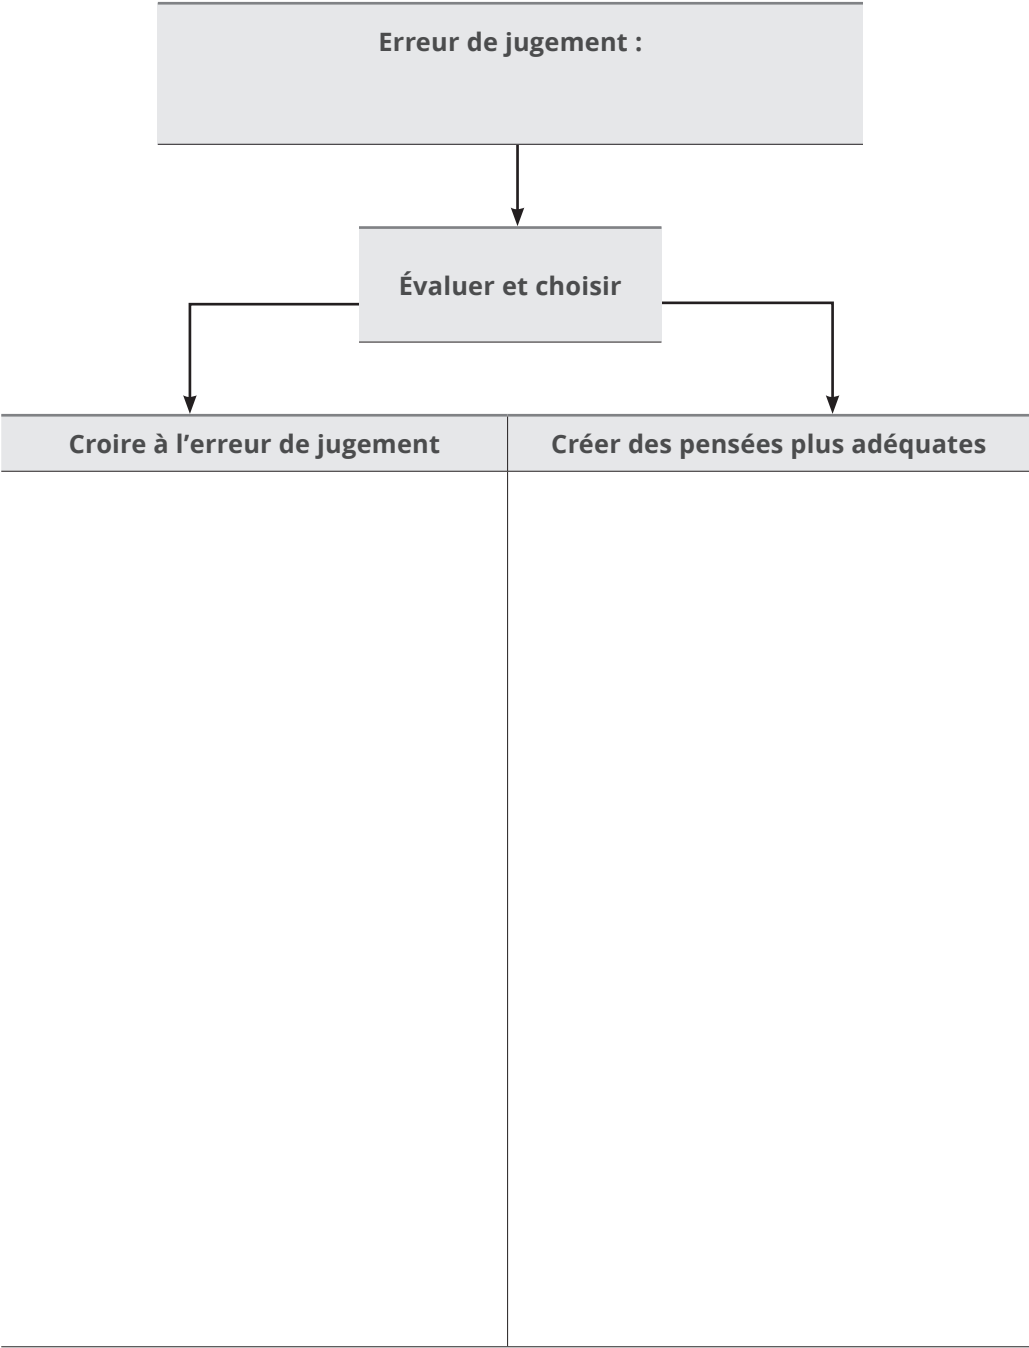 Erreur de jugement :
Évaluer et choisir
Croire à l’erreur de jugement
Créer des pensées plus adéquates